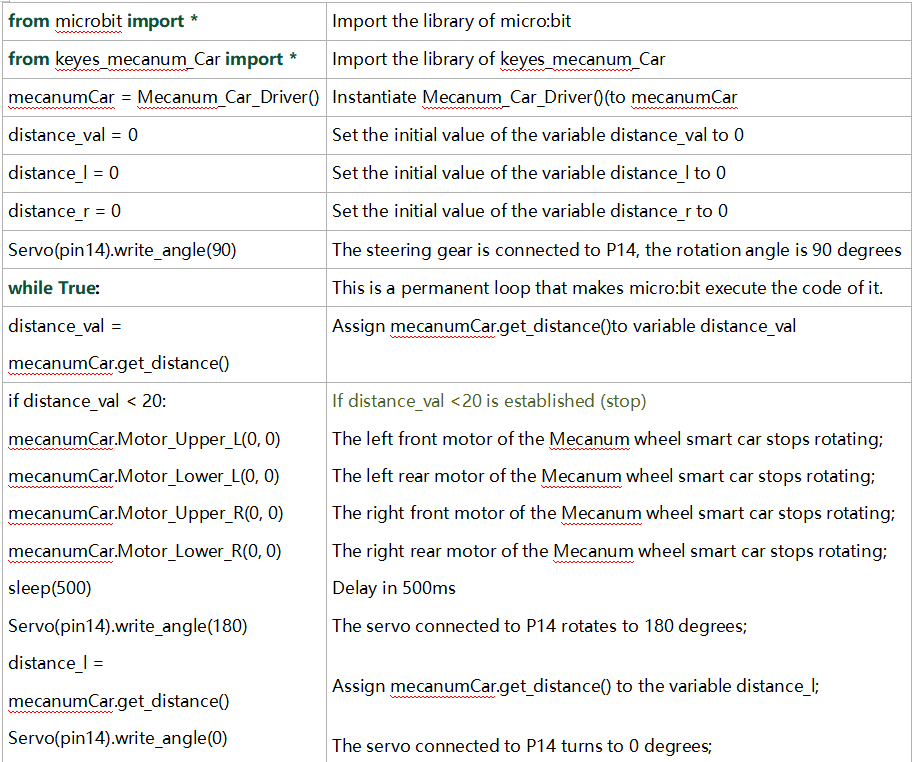 from microbit import * Import the library of micro:bit
from keyes_mecanum_Car import * Import the library of keyes_mecanum_Car
mecanumCar = Mecanum_Car_Driver() Instantiate Mecanum_Car_Driver()(to mecanumCar
distance_val = 0 Set the initial value of the variable distance_val to 0
distance_l = 0 Set the initial value of the variable distance_l to 0
distance_r = 0 Set the initial value of the variable distance_r to 0
Servo(pin14).write_angle(90) The steering gear is connected to P14, the rotation angle is 90 degrees
while True: This is a permanent loop that makes micro:bit execute the code of it.
distance_val = Assign mecanumCar.get_distance()to variable distance_val
mecanumCar.get_distance()
if distance_val < 20: If distance_val <20 is established (stop)
mecanumCar.Motor_Upper_L(0, 0) The left front motor of the Mecanum wheel smart car stops rotating;
mecanumCar.Motor_Lower_L(0, 0) The left rear motor of the Mecanum wheel smart car stops rotating;
mecanumCar.Motor_Upper_R(0, 0) The right front motor of the Mecanum wheel smart car stops rotating;
mecanumCar.Motor_Lower_R(0, 0) The right rear motor of the Mecanum wheel smart car stops rotating;
sleep(500) Delay in 500ms
Servo(pin14).write_angle(180) The servo connected to P14 rotates to 180 degrees;
distance_l =
mecanumCar.get_distance() Assign mecanumCar.get_distance() to the variable distance_l;
Servo(pin14).write_angle(0) The servo connected to P14 turns to 0 degrees;